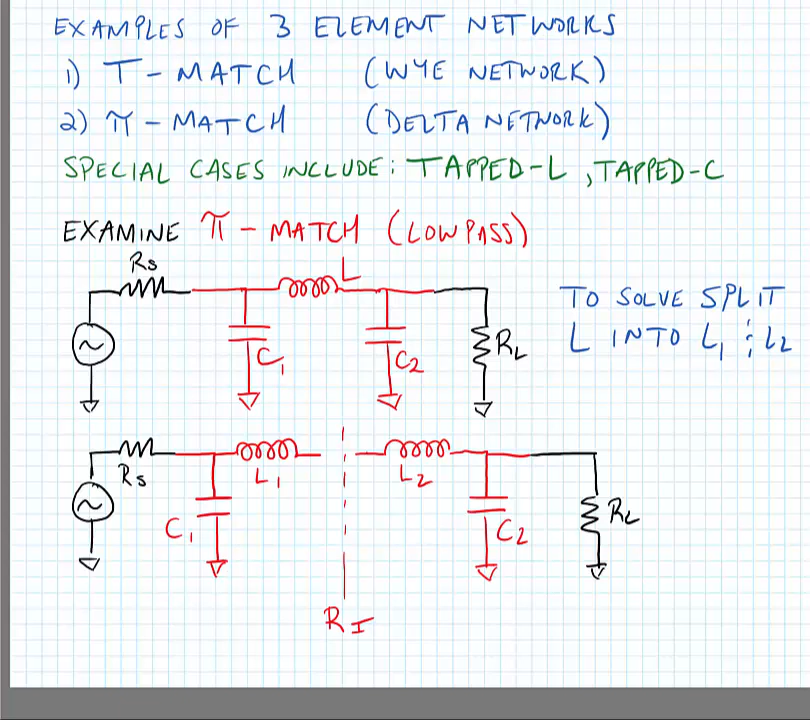 EXAMPLES OF 3 ELEMENT NETWORKS
1) T - MATCH (WYE NETWORK)
2) π - MATCH (DELTA NETWORK)
SPECIAL CASES INCLUDE: TAPPED-L, TAPPED-C
EXAMINE π - MATCH (LOWPASS)
Rs L
TO SOLVE SPLIT
L INTO L1 ; L2
C1 C2 RL
Rs L1 L2
C1 C2 RL
RI